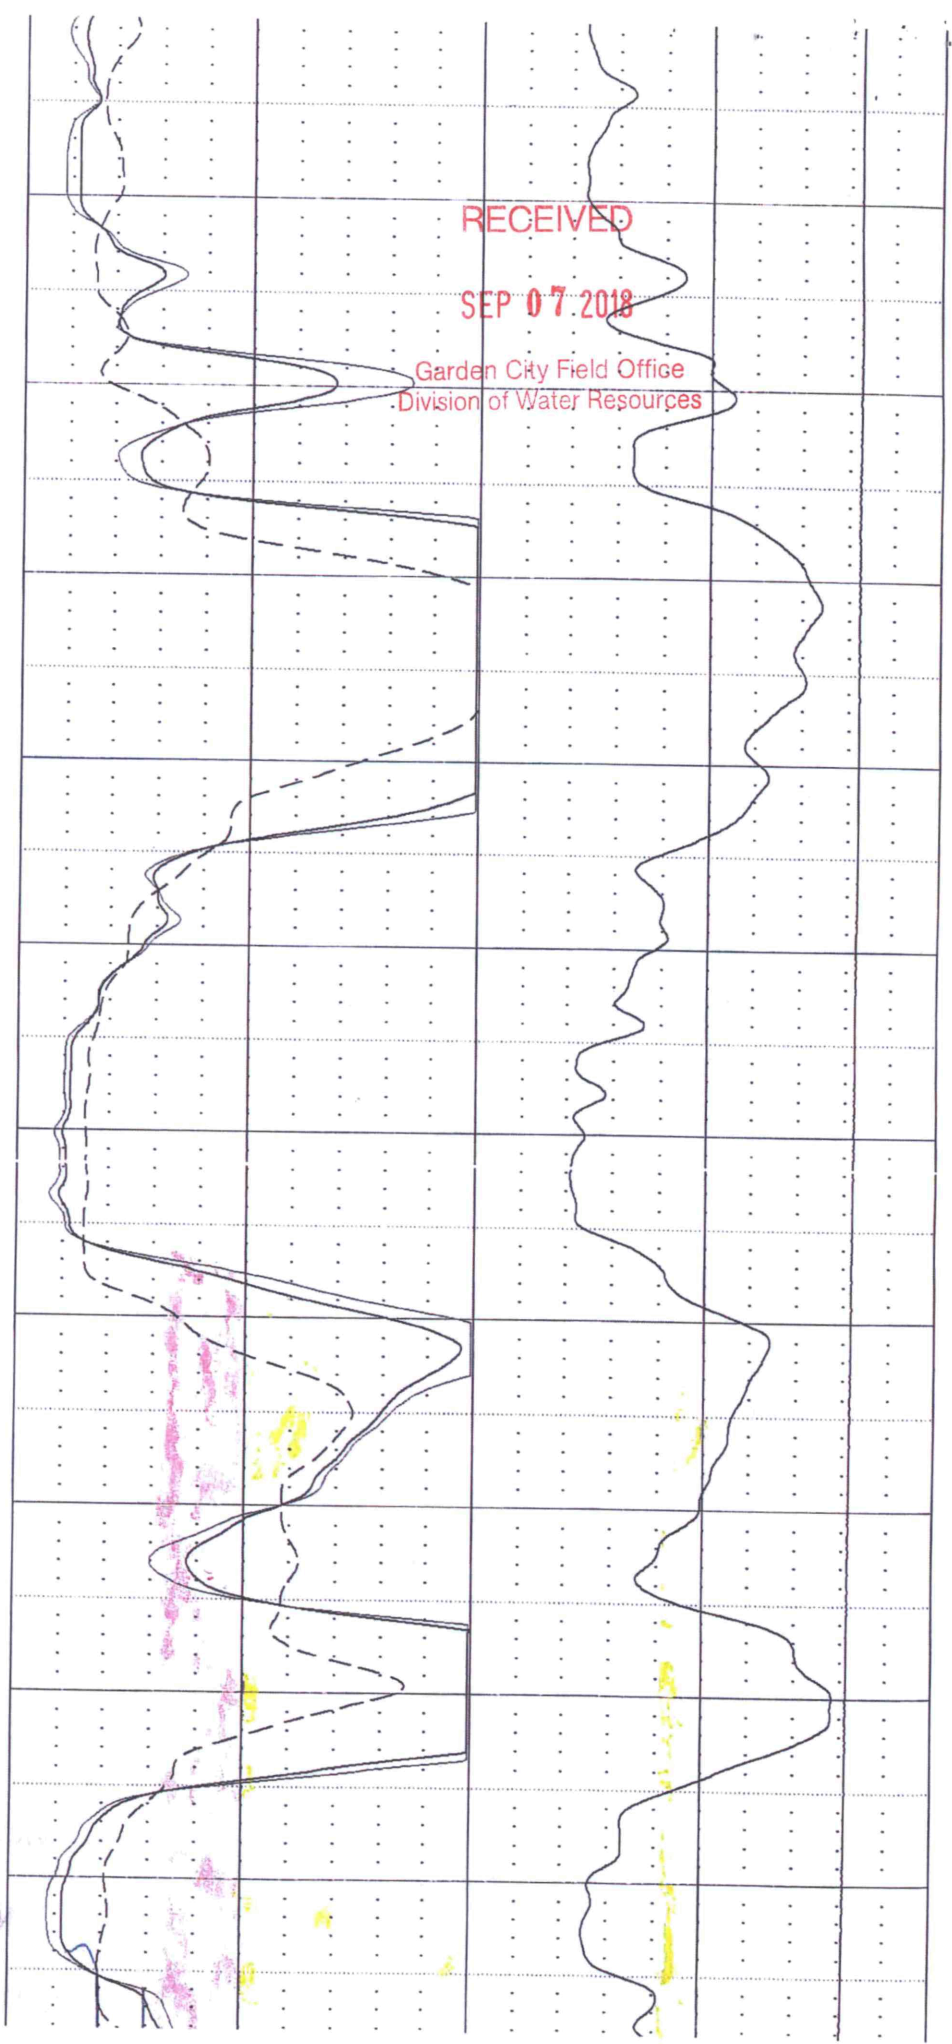 RECEIVED
SEP 07 2018
Garden City Field Office
Division of Water Resources